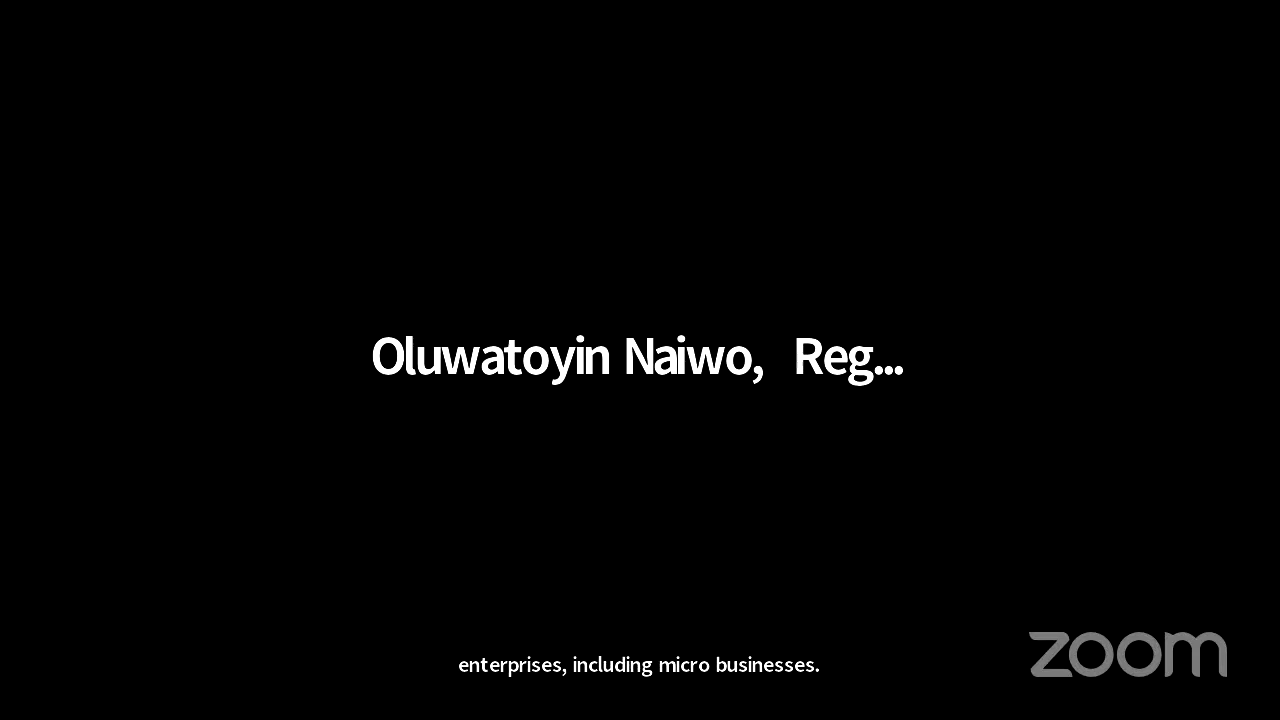 Oluwatoyin Naiwo, Reg...
enterprises, including micro businesses.
zoom